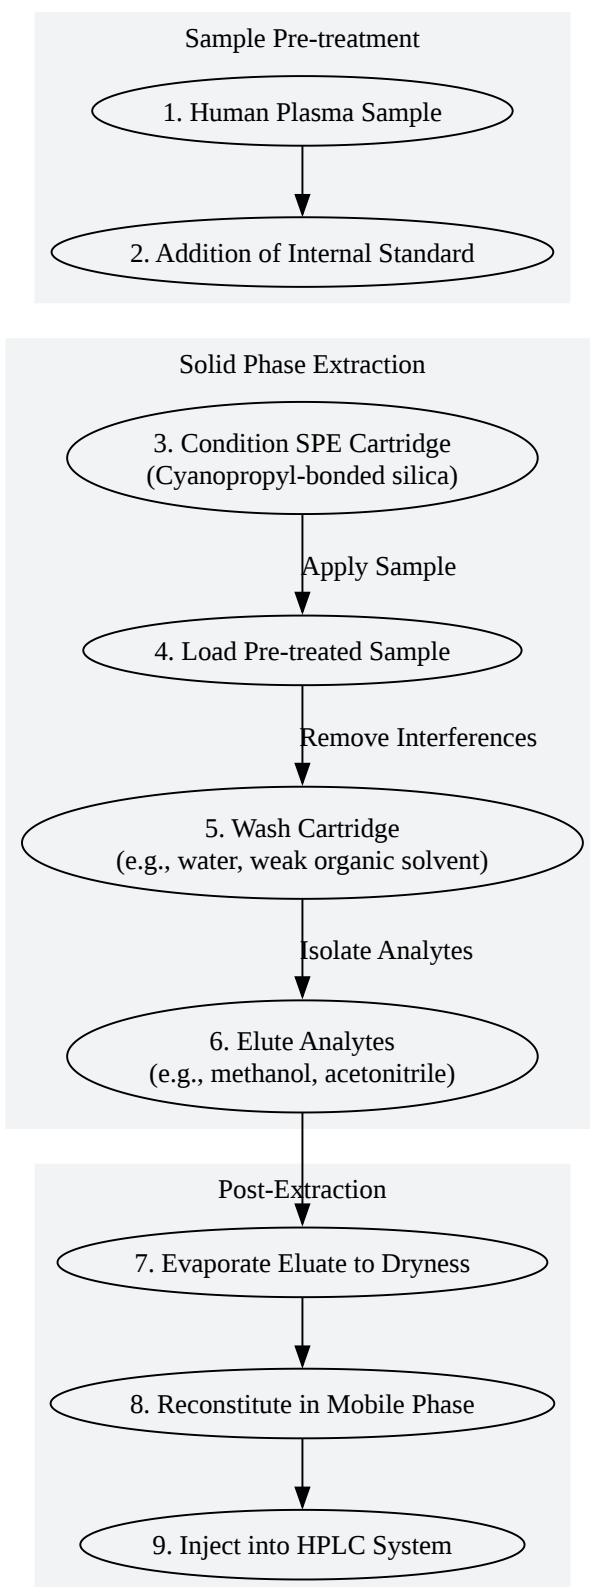 Sample Pre-treatment
1. Human Plasma Sample
2. Addition of Internal Standard
Solid Phase Extraction
3. Condition SPE Cartridge
(Cyanopropyl-bonded silica)
Apply Sample
4. Load Pre-treated Sample
Remove Interferences
5. Wash Cartridge
(e.g., water, weak organic solvent)
Isolate Analytes
6. Elute Analytes
(e.g., methanol, acetonitrile)
Post-Extraction
7. Evaporate Eluate to Dryness
8. Reconstitute in Mobile Phase
9. Inject into HPLC System